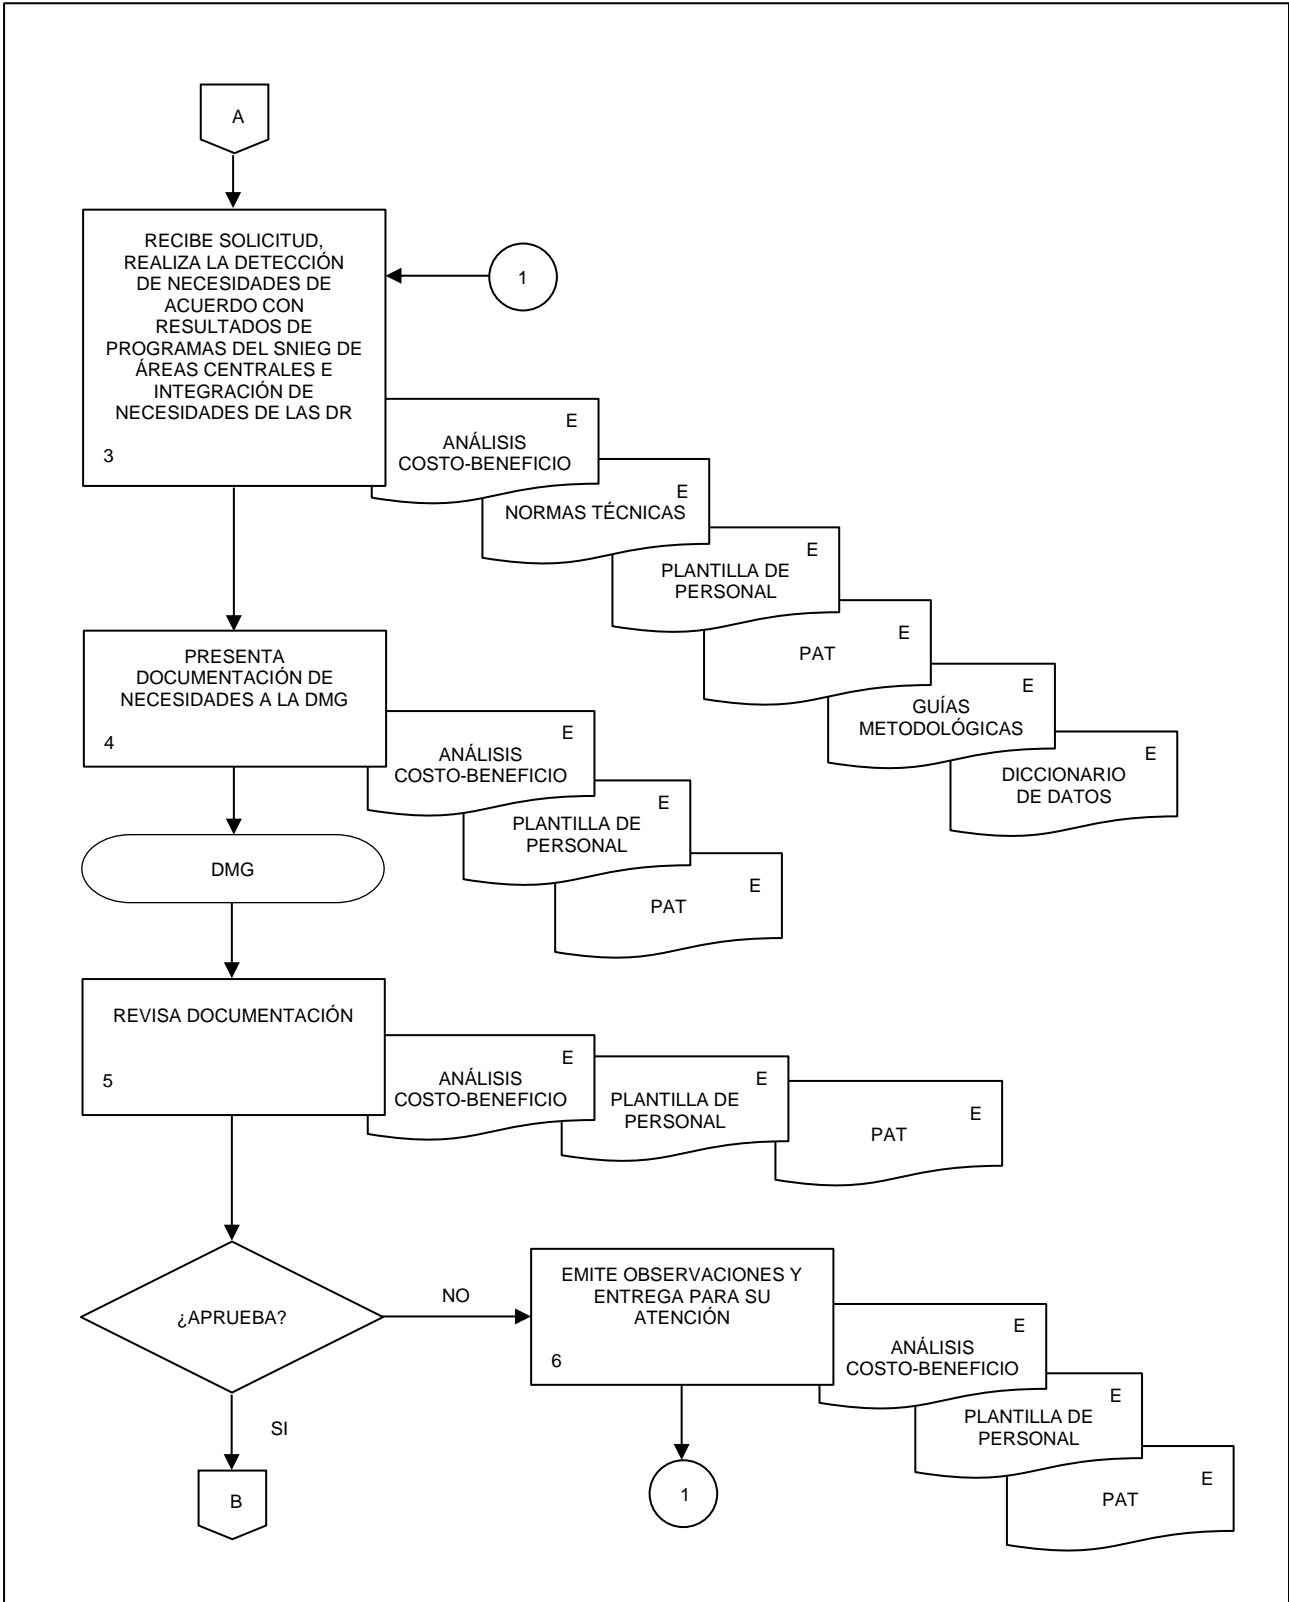 A
RECIBE SOLICITUD,
REALIZA LA DETECCIÓN
DE NECESIDADES DE
ACUERDO CON
RESULTADOS DE
PROGRAMAS DEL SNIEG DE
ÁREAS CENTRALES E
INTEGRACIÓN DE
NECESIDADES DE LAS DR
3
1
E
ANÁLISIS
COSTO-BENEFICIO
E
NORMAS TÉCNICAS
E
PLANTILLA DE
PERSONAL
E
PAT
E
GUÍAS
METODOLÓGICAS
E
DICCIONARIO
DE DATOS
PRESENTA
DOCUMENTACIÓN DE
NECESIDADES A LA DMG
4
E
ANÁLISIS
COSTO-BENEFICIO
E
PLANTILLA DE
PERSONAL
E
PAT
DMG
REVISA DOCUMENTACIÓN
5
E
ANÁLISIS
COSTO-BENEFICIO
E
PLANTILLA DE
PERSONAL
E
PAT
¿APRUEBA?
NO
EMITE OBSERVACIONES Y
ENTREGA PARA SU
ATENCIÓN
6
E
ANÁLISIS
COSTO-BENEFICIO
E
PLANTILLA DE
PERSONAL
E
PAT
SI
B
1